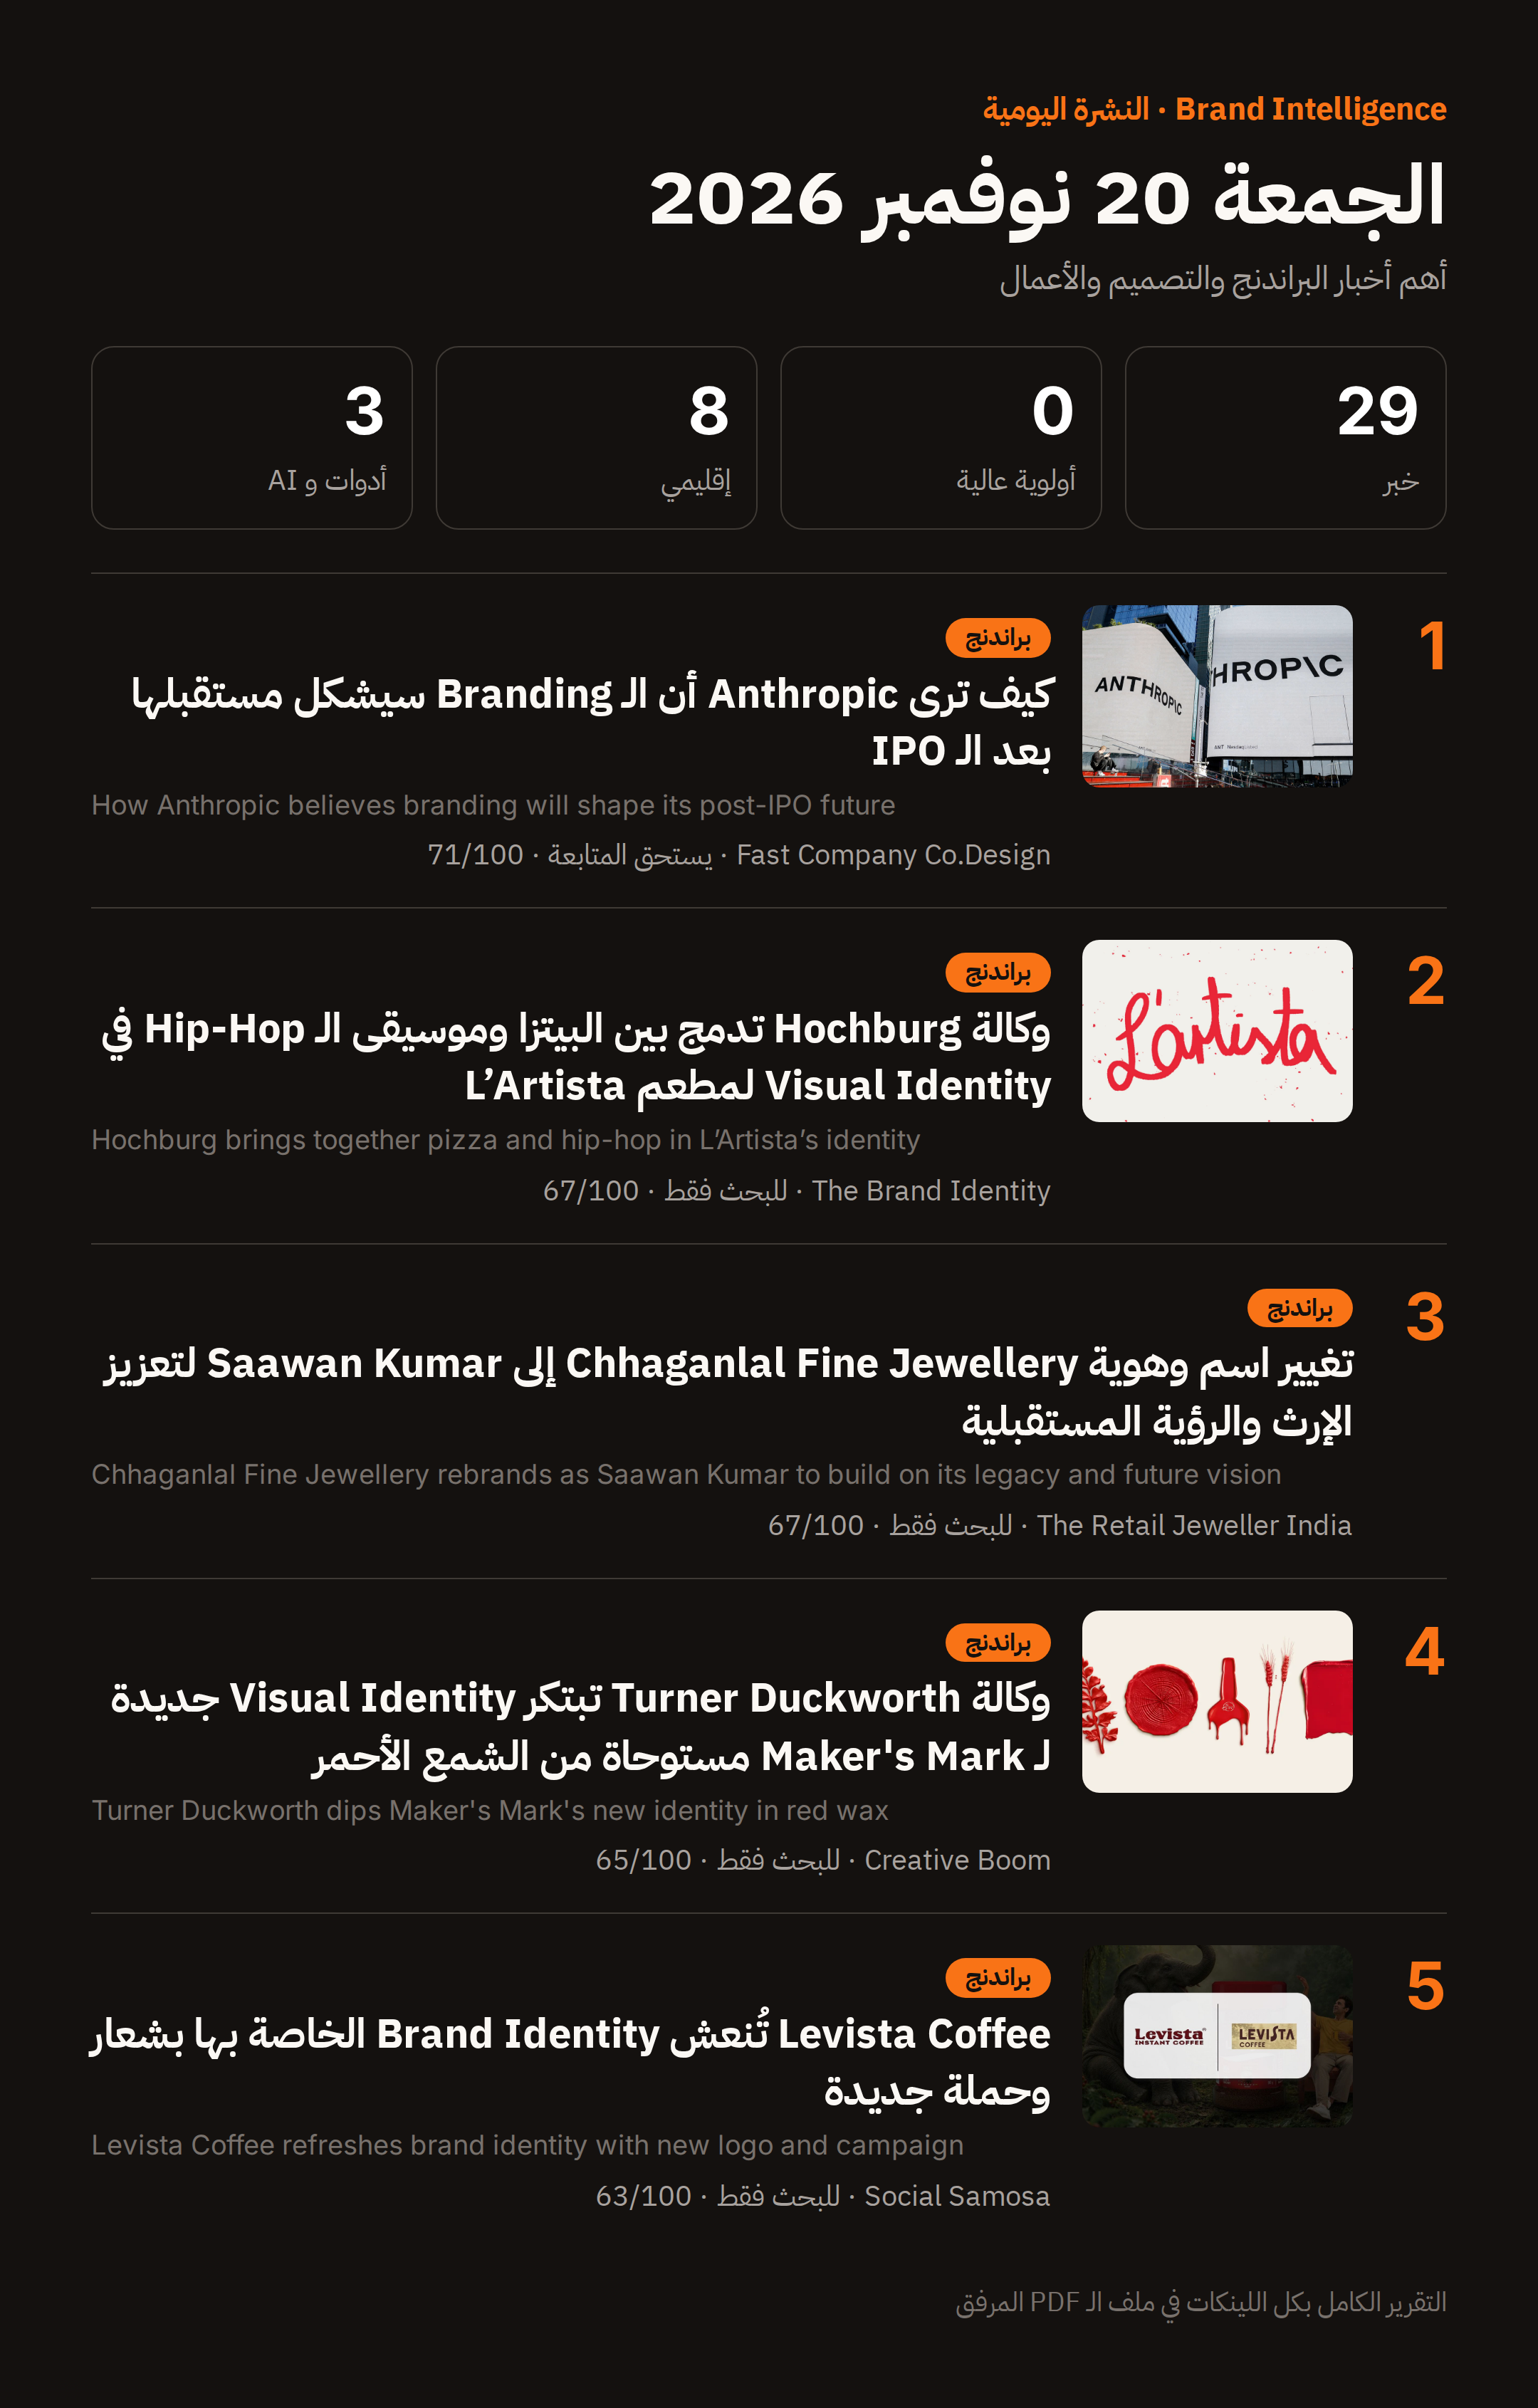 Brand Intelligence · النشرة اليومية
الجمعة 20 نوفمبر 2026
أهم أخبار البراندنج والتصميم والأعمال
29
خبر
0
أولوية عالية
8
إقليمي
3
أدوات و AI
1
ANTHROPIC
THROPIC
براندنج
كيف ترى Anthropic أن الـ Branding سيشكل مستقبلها
بعد الـ IPO
How Anthropic believes branding will shape its post-IPO future
Fast Company Co.Design · يستحق المتابعة · 71/100
2
L'artista
براندنج
وكالة Hochburg تدمج بين البيتزا وموسيقى الـ Hip-Hop في
Visual Identity لمطعم L’Artista
Hochburg brings together pizza and hip-hop in L’Artista’s identity
The Brand Identity · للبحث فقط · 67/100
3
براندنج
تغيير اسم وهوية Chhaganlal Fine Jewellery إلى Saawan Kumar لتعزيز
الإرث والرؤية المستقبلية
Chhaganlal Fine Jewellery rebrands as Saawan Kumar to build on its legacy and future vision
The Retail Jeweller India · للبحث فقط · 67/100
4
براندنج
وكالة Turner Duckworth تبتكر Visual Identity جديدة
لـ Maker's Mark مستوحاة من الشمع الأحمر
Turner Duckworth dips Maker's Mark's new identity in red wax
Creative Boom · للبحث فقط · 65/100
5
Levista
INSTANT COFFEE
LEVISTA
COFFEE
براندنج
Levista Coffee تُنعش Brand Identity الخاصة بها بشعار
وحملة جديدة
Levista Coffee refreshes brand identity with new logo and campaign
Social Samosa · للبحث فقط · 63/100
التقرير الكامل بكل اللينكات في ملف الـ PDF المرفق